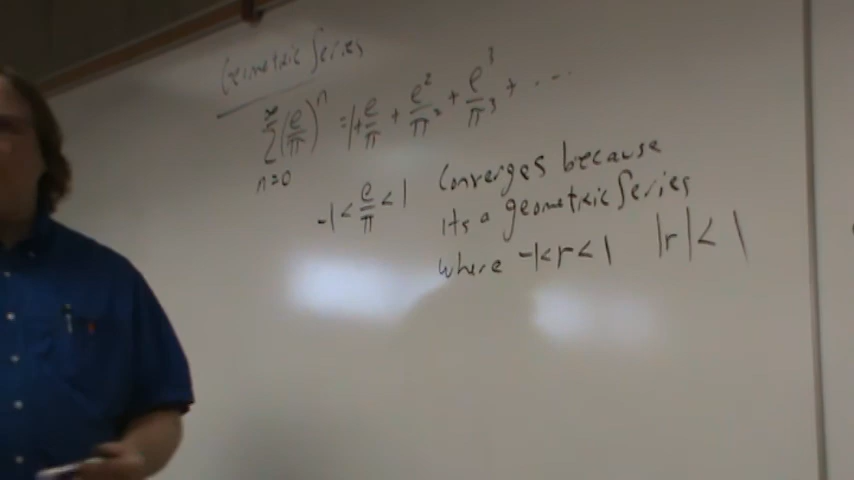 Geometric Series
∞
∑ (e/π)^n = 1 + e/π + e²/π² + e³/π³ + ...
n=0
-1 < e/π < 1
Converges because
its a geometric Series
where -1<r<1 |r| < 1